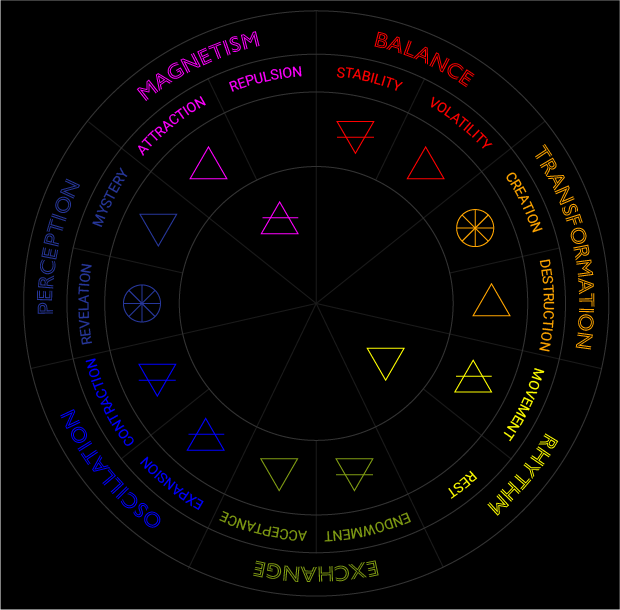 MAGNETISM
BALANCE
REPULSION
STABILITY
ATTRACTION
VOLATILITY
TRANSFORMATION
CREATION
DESTRUCTION
MOVEMENT
RHYTHM
REST
ENDOWMENT
EXCHANGE
ACCEPTANCE
EXPANSION
OSCILLATION
CONTRACTION
REVELATION
PERCEPTION
MYSTERY